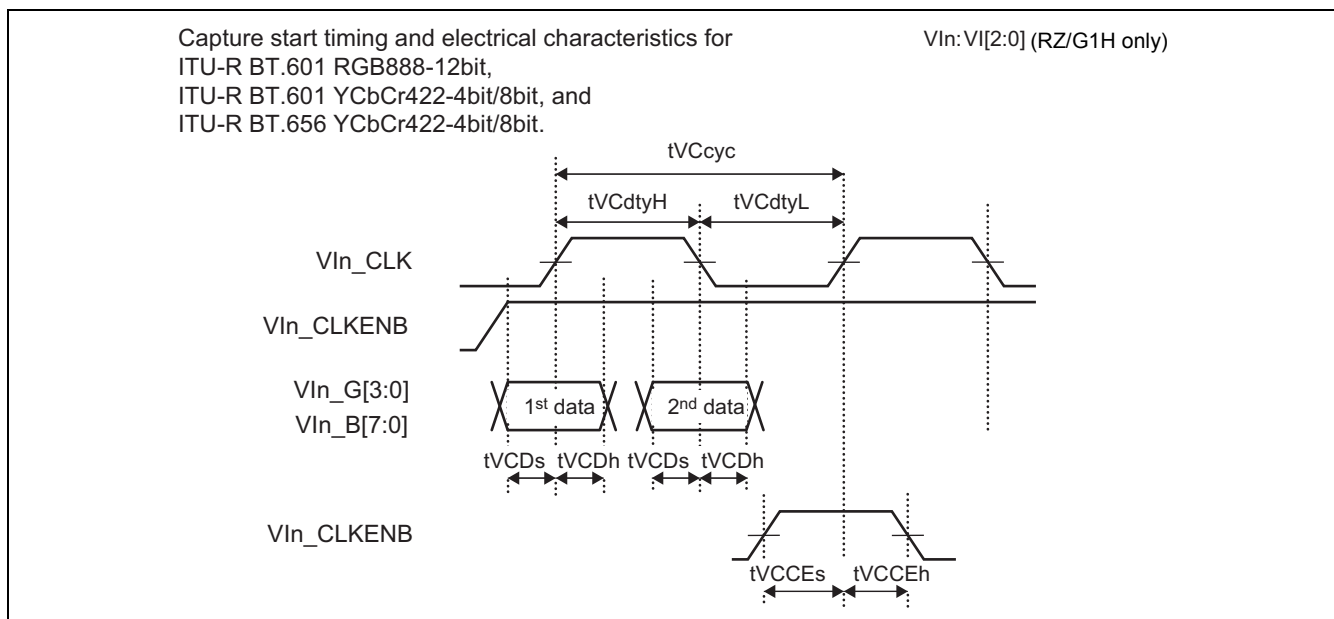 Capture start timing and electrical characteristics for
ITU-R BT.601 RGB888-12bit,
ITU-R BT.601 YCbCr422-4bit/8bit, and
ITU-R BT.656 YCbCr422-4bit/8bit.
VIn: VI[2:0] (RZ/G1H only)
tVCcyc
tVCdtyH
tVCdtyL
VIn_CLK
VIn_CLKENB
VIn_G[3:0]
VIn_B[7:0]
1st data
2nd data
tVCDs
tVCDh
tVCDs
tVCDh
VIn_CLKENB
tVCCEs
tVCCEh